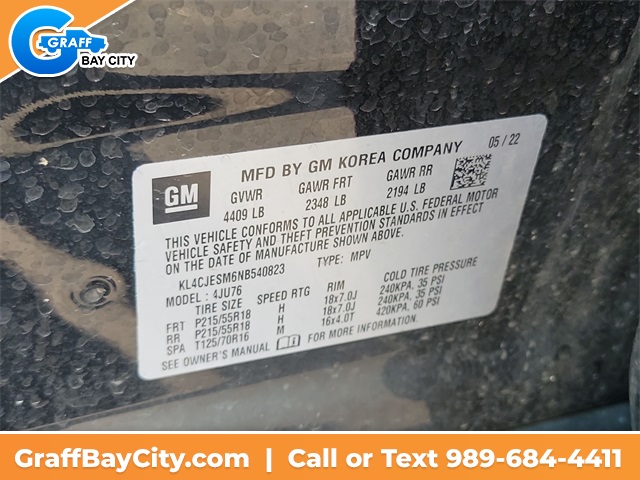 GRAFF
BAY CITY
MFD BY GM KOREA COMPANY 05 / 22
GM
GVWR GAWR FRT GAWR RR
4409 LB 2348 LB 2194 LB
THIS VEHICLE CONFORMS TO ALL APPLICABLE U.S. FEDERAL MOTOR
VEHICLE SAFETY AND THEFT PREVENTION STANDARDS IN EFFECT
ON THE DATE OF MANUFACTURE SHOWN ABOVE.
KL4CJESM6NB540823 TYPE: MPV
MODEL : 4JU76
TIRE SIZE SPEED RTG RIM COLD TIRE PRESSURE
FRT P215/55R18 H 18x7.0J 240KPA, 35 PSI
RR P215/55R18 H 18x7.0J 240KPA, 35 PSI
SPA T125/70R16 M 16x4.0T 420KPA, 60 PSI
SEE OWNER'S MANUAL FOR MORE INFORMATION.
GraffBayCity.com | Call or Text 989-684-4411